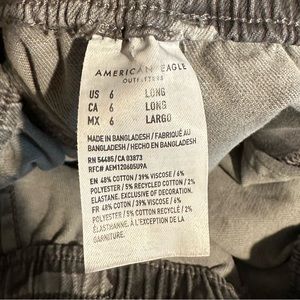 AMERICAN EAGLE
OUTFITTERS
US 6 LONG
CA 6 LONG
MX 6 LARGO
MADE IN BANGLADESH / FABRIQUÉ AU
BANGLADESH / HECHO EN BANGLADESH
RN 54485 / CA 03873
RFC# AEM120605U9A
EN 48% COTTON / 39% VISCOSE / 6%
POLYESTER / 5% RECYCLED COTTON / 2%
ELASTANE. EXCLUSIVE OF DECORATION.
FR 48% COTON / 39% VISCOSE / 6%
POLYESTER / 5% COTON RECYCLÉ / 2%
ÉLASTHANNE. À L'EXCEPTION DE LA
GARNITURE.